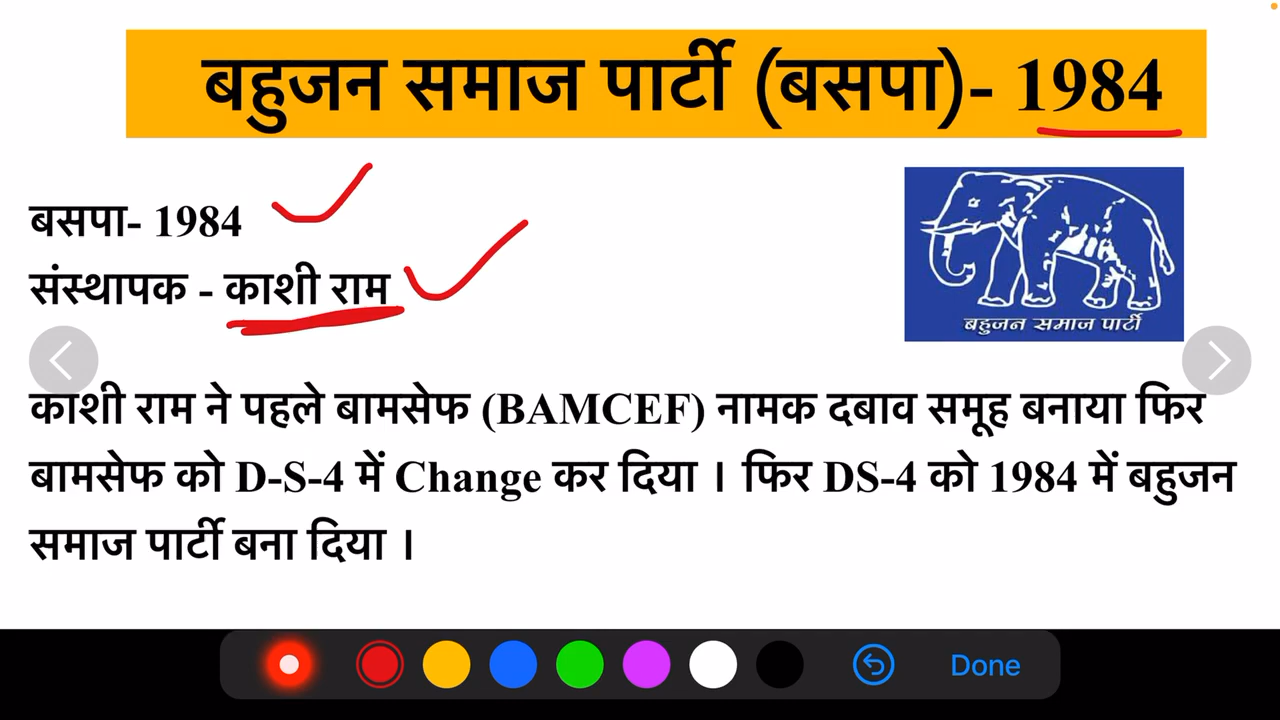 बहुजन समाज पार्टी (बसपा)- 1984
बसपा- 1984
संस्थापक - काशी राम
बहुजन समाज पार्टी
काशी राम ने पहले बामसेफ (BAMCEF) नामक दबाव समूह बनाया फिर
बामसेफ को D-S-4 में Change कर दिया । फिर DS-4 को 1984 में बहुजन
समाज पार्टी बना दिया ।
Done